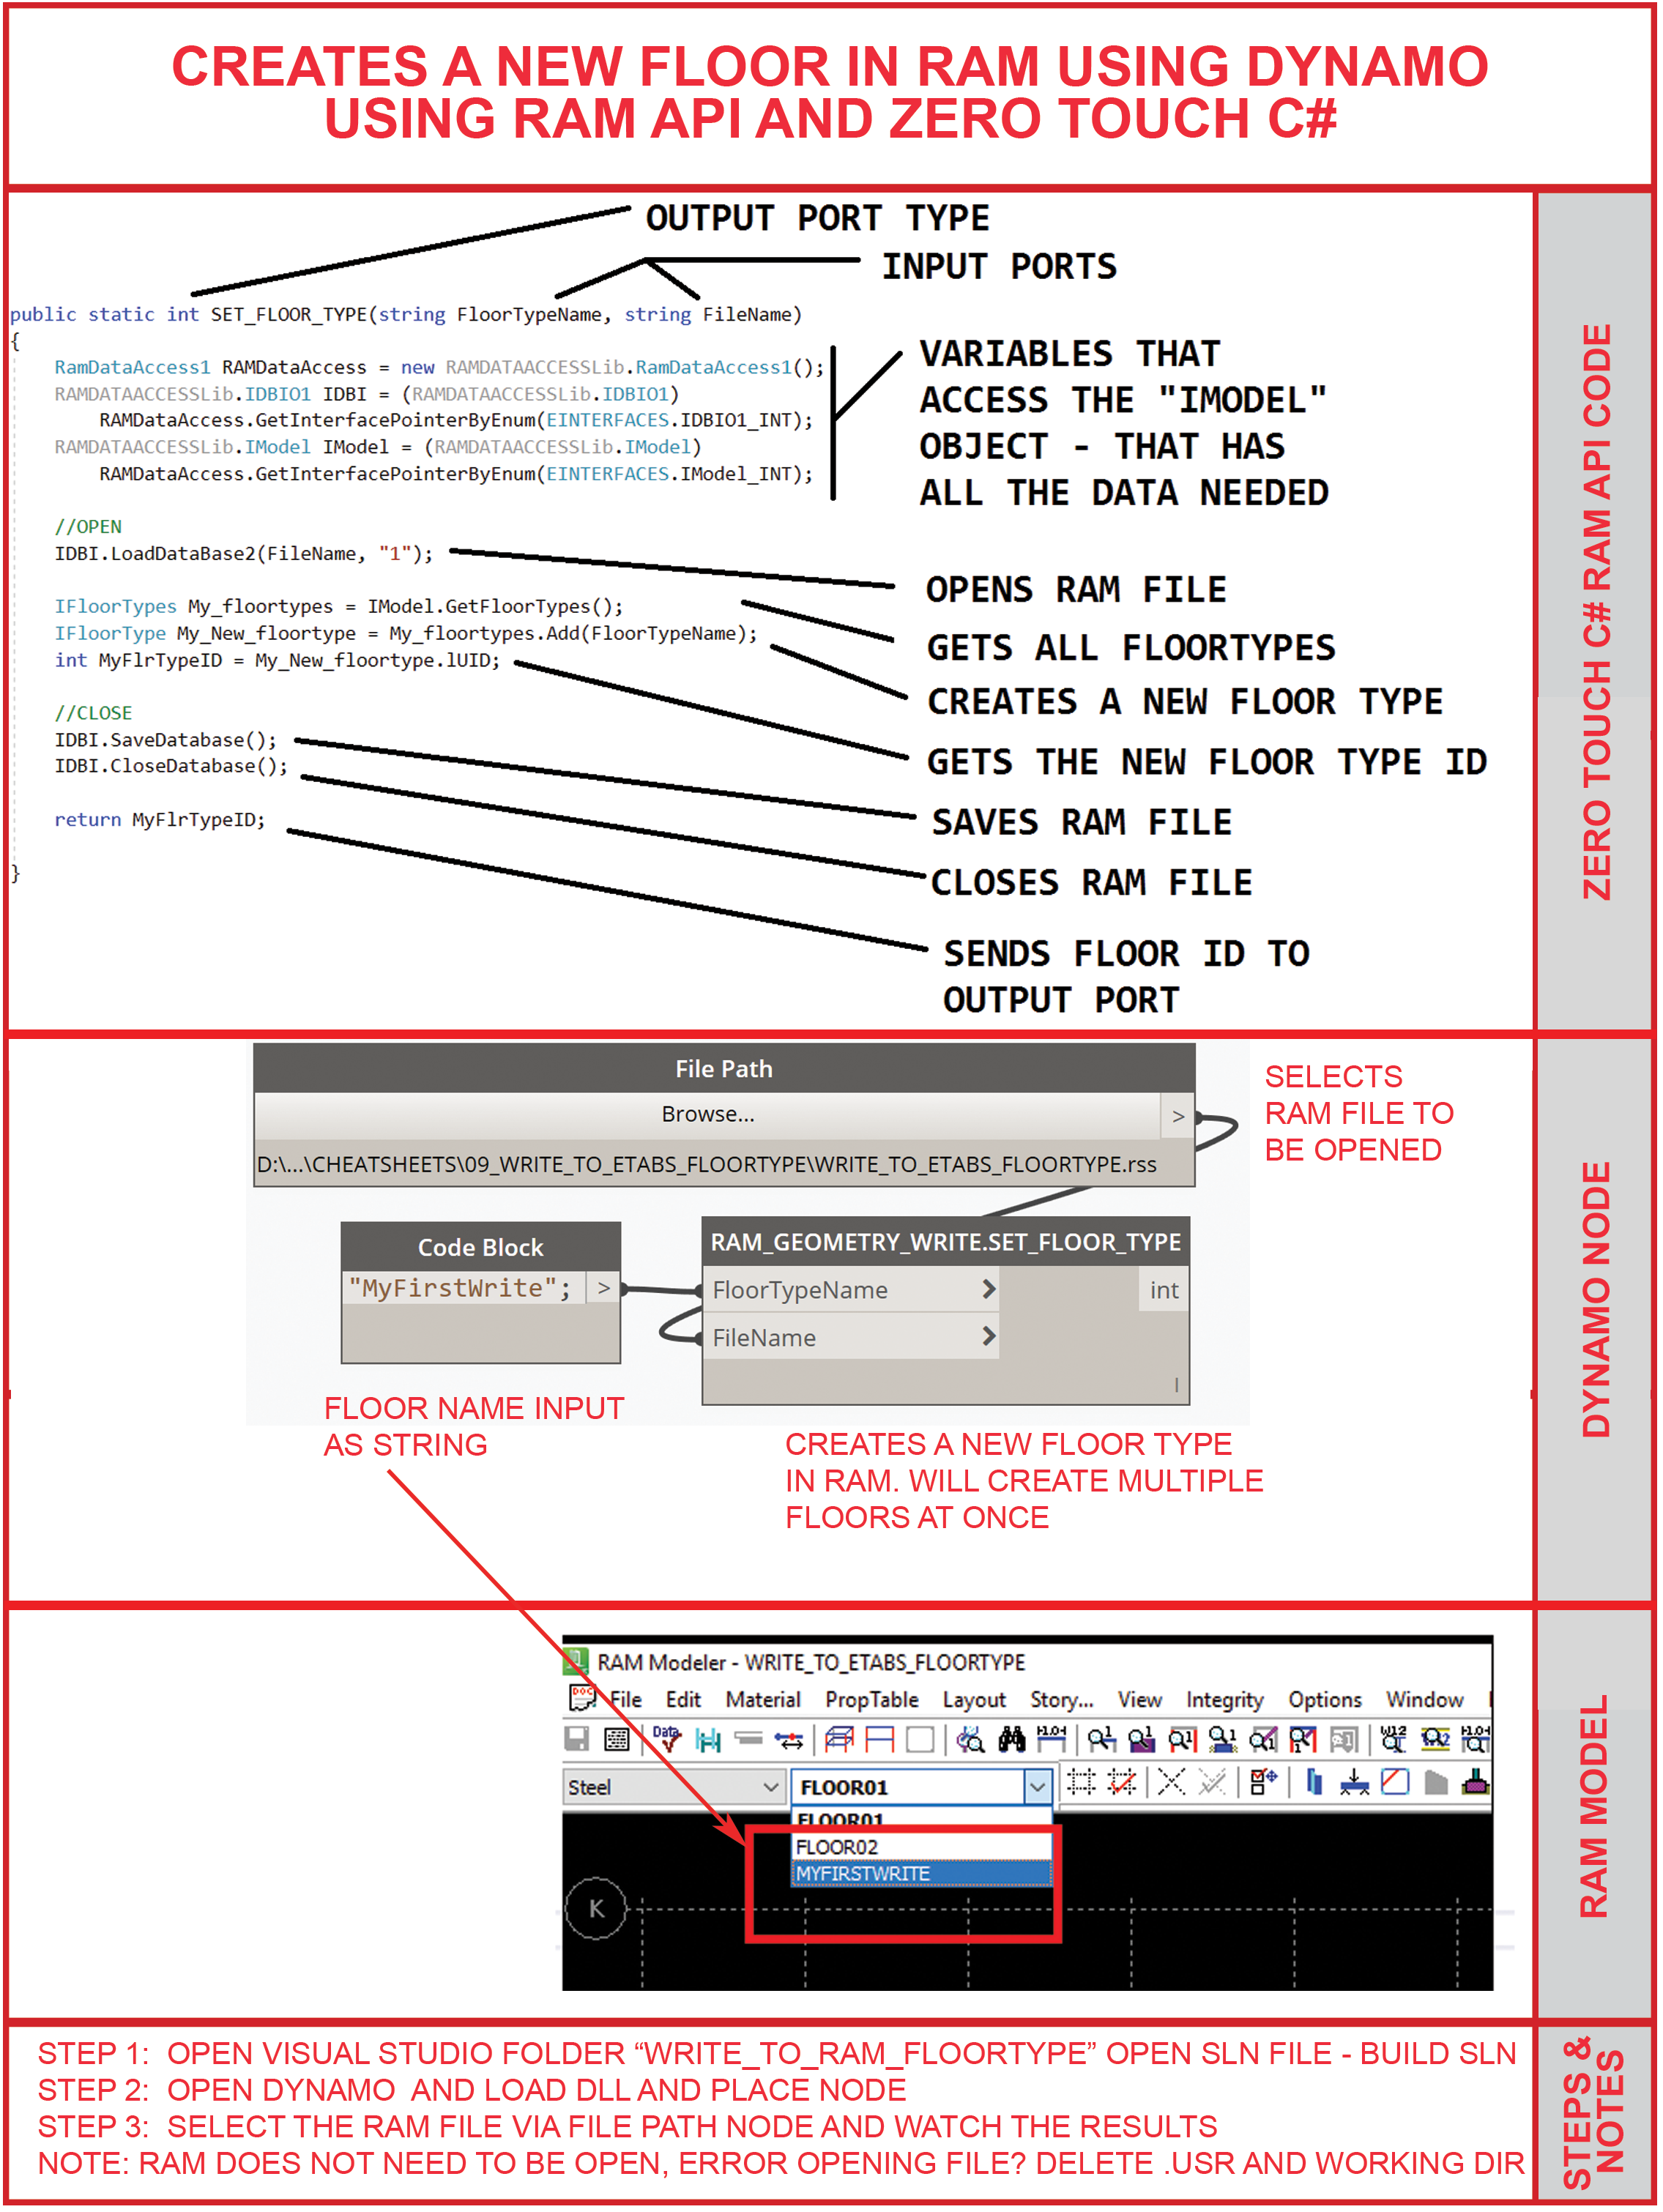 CREATES A NEW FLOOR IN RAM USING DYNAMO
USING RAM API AND ZERO TOUCH C#
OUTPUT PORT TYPE
INPUT PORTS
public static int SET_FLOOR_TYPE(string FloorTypeName, string FileName)
{
RamDataAccess1 RAMDataAccess = new RAMDATAACCESSLib.RamDataAccess1();
RAMDATAACCESSLib.IDBIO1 IDBI = (RAMDATAACCESSLib.IDBIO1)
RAMDataAccess.GetInterfacePointerByEnum(EINTERFACES.IDBIO1_INT);
RAMDATAACCESSLib.IModel IModel = (RAMDATAACCESSLib.IModel)
RAMDataAccess.GetInterfacePointerByEnum(EINTERFACES.IModel_INT);
VARIABLES THAT
ACCESS THE "IMODEL"
OBJECT - THAT HAS
ALL THE DATA NEEDED
//OPEN
IDBI.LoadDataBase2(FileName, "1");
OPENS RAM FILE
IFloorTypes My_floortypes = IModel.GetFloorTypes();
GETS ALL FLOORTYPES
IFloorType My_New_floortype = My_floortypes.Add(FloorTypeName);
CREATES A NEW FLOOR TYPE
int MyFlrTypeID = My_New_floortype.lUID;
GETS THE NEW FLOOR TYPE ID
//CLOSE
IDBI.SaveDatabase();
SAVES RAM FILE
IDBI.CloseDatabase();
CLOSES RAM FILE
return MyFlrTypeID;
SENDS FLOOR ID TO
OUTPUT PORT
}
ZERO TOUCH C# RAM API CODE
File Path
Browse...
>
D:\...\CHEATSHEETS\09_WRITE_TO_ETABS_FLOORTYPE\WRITE_TO_ETABS_FLOORTYPE.rss
SELECTS
RAM FILE TO
BE OPENED
Code Block
"MyFirstWrite";
>
RAM_GEOMETRY_WRITE.SET_FLOOR_TYPE
FloorTypeName > int
FileName >
l
FLOOR NAME INPUT
AS STRING
CREATES A NEW FLOOR TYPE
IN RAM. WILL CREATE MULTIPLE
FLOORS AT ONCE
DYNAMO NODE
RAM Modeler - WRITE_TO_ETABS_FLOORTYPE
File Edit Material PropTable Layout Story... View Integrity Options Window
Steel FLOOR01
FLOOR01
FLOOR02
MYFIRSTWRITE
K
RAM MODEL
STEP 1: OPEN VISUAL STUDIO FOLDER “WRITE_TO_RAM_FLOORTYPE” OPEN SLN FILE - BUILD SLN
STEP 2: OPEN DYNAMO AND LOAD DLL AND PLACE NODE
STEP 3: SELECT THE RAM FILE VIA FILE PATH NODE AND WATCH THE RESULTS
NOTE: RAM DOES NOT NEED TO BE OPEN, ERROR OPENING FILE? DELETE .USR AND WORKING DIR
STEPS &
NOTES